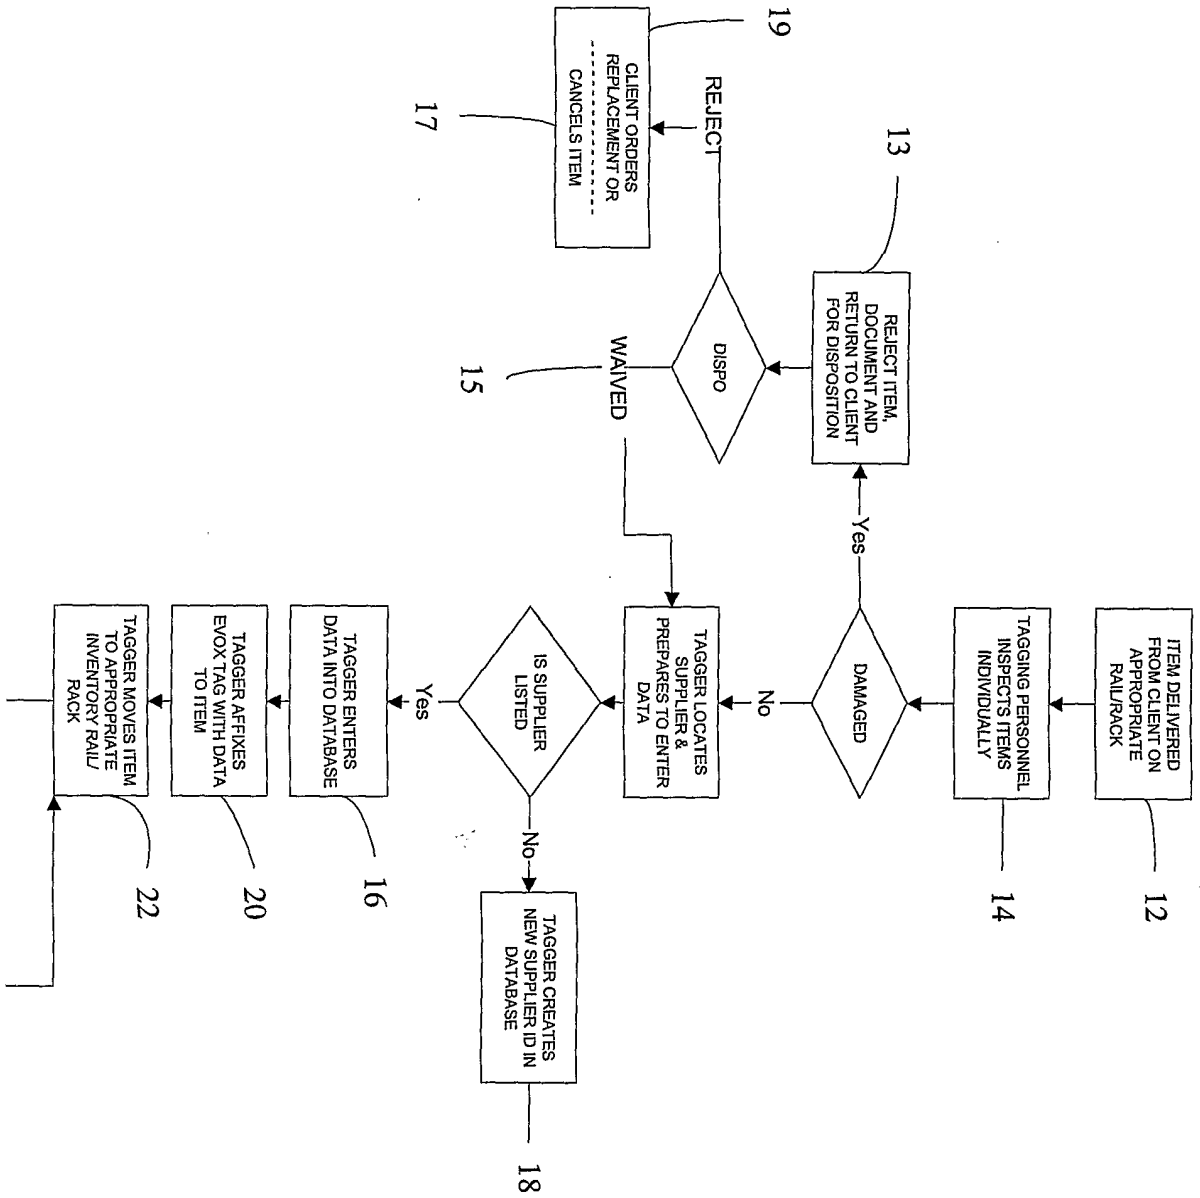 ITEM DELIVERED
FROM CLIENT ON
APPROPRIATE
RAIL/RACK
12
TAGGING PERSONNEL
INSPECTS ITEMS
INDIVIDUALLY
14
DAMAGED
Yes
No
REJECT ITEM,
DOCUMENT AND
RETURN TO CLIENT
FOR DISPOSITION
13
DISPO
REJECT
WAIVED
15
CLIENT ORDERS
REPLACEMENT OR
CANCELS ITEM
19
17
TAGGER LOCATES
SUPPLIER &
PREPARES TO ENTER
DATA
IS SUPPLIER
LISTED
No
Yes
TAGGER CREATES
NEW SUPPLIER ID IN
DATABASE
18
TAGGER ENTERS
DATA INTO DATABASE
16
TAGGER AFFIXES
EVOX TAG WITH DATA
TO ITEM
20
TAGGER MOVES ITEM
TO APPROPRIATE
INVENTORY RAIL/
RACK
22